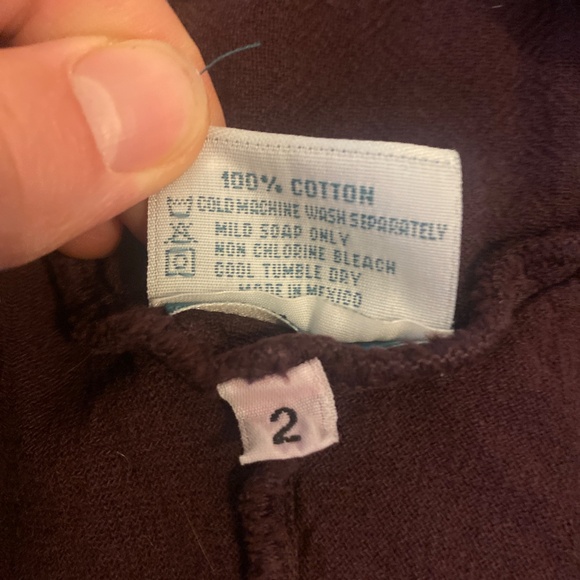 100% COTTON
COLD MACHINE WASH SEPARATELY
MILD SOAP ONLY
NON CHLORINE BLEACH
COOL TUMBLE DRY
MADE IN MEXICO
2